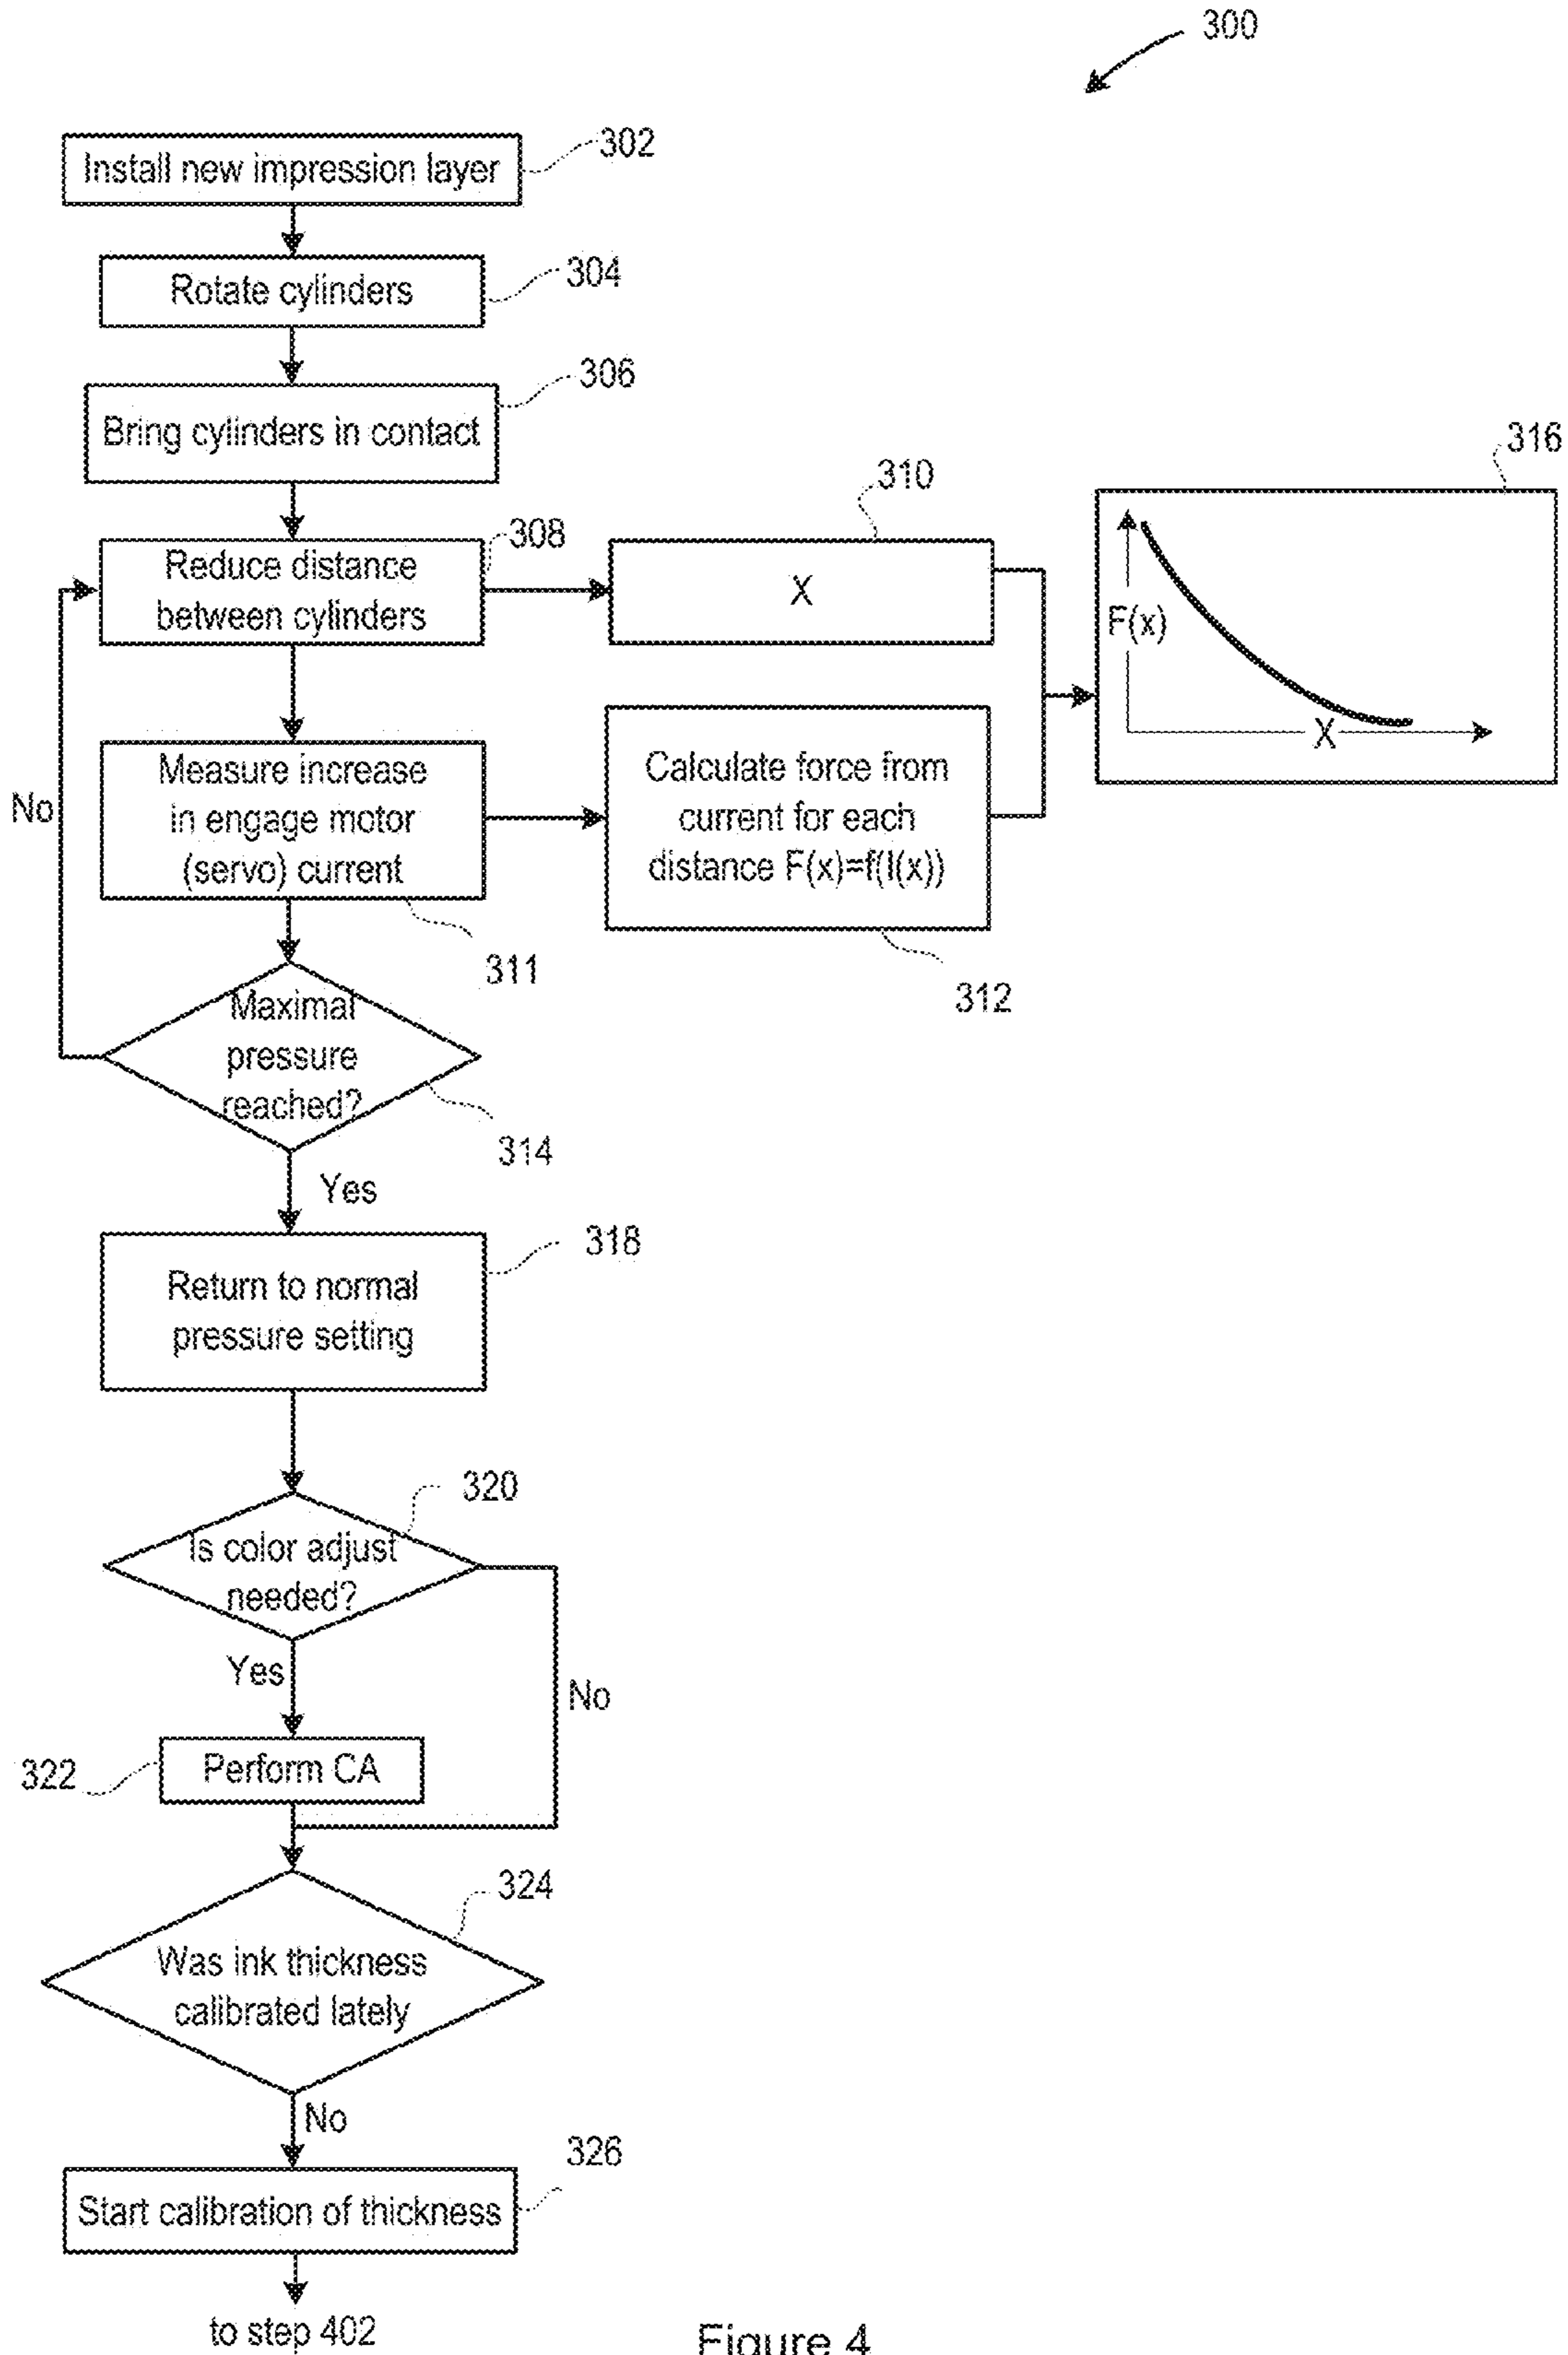 300
Install new impression layer
302
Rotate cylinders
304
Bring cylinders in contact
306
Reduce distance
between cylinders
308
X
310
316
F(x)
X
Measure increase
in engage motor
(servo) current
311
Calculate force from
current for each
distance F(x)=f(I(x))
312
No
Maximal
pressure
reached?
314
Yes
Return to normal
pressure setting
318
Is color adjust
needed?
320
Yes
No
Perform CA
322
Was ink thickness
calibrated lately
324
No
Start calibration of thickness
326
to step 402
Figure 4